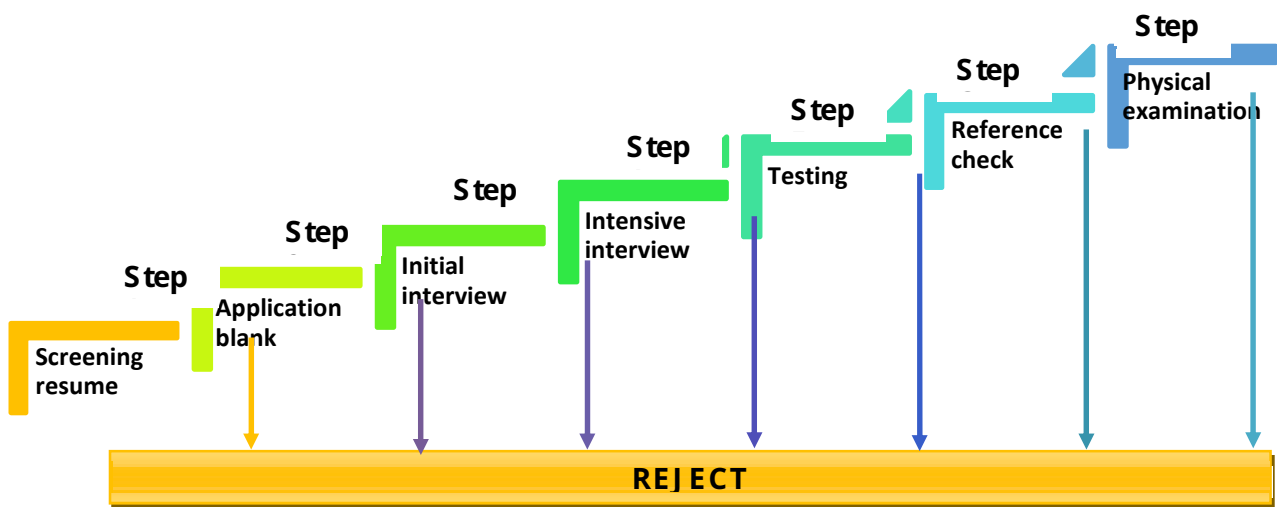 Step
Screening
resume
Step
Application
blank
Step
Initial
interview
Step
Intensive
interview
Step
Testing
Step
Reference
check
Step
Physical
examination
REJECT